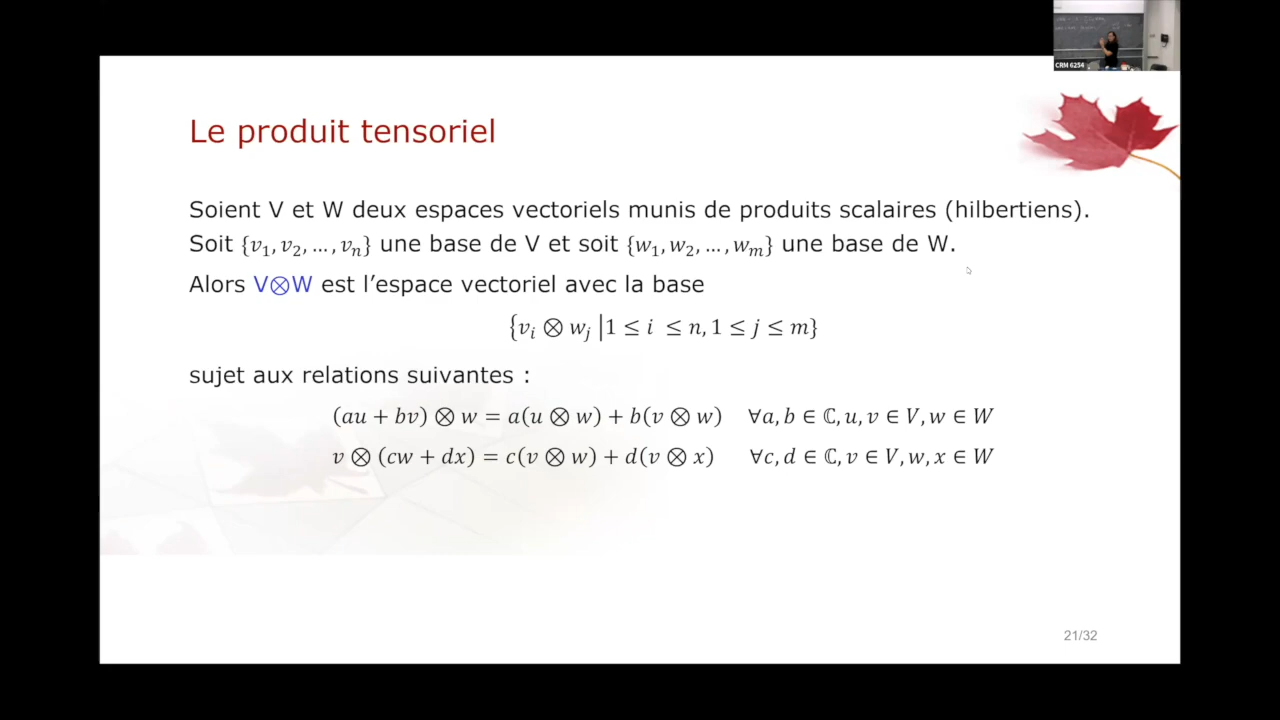 CRM 6254
Le produit tensoriel
Soient V et W deux espaces vectoriels munis de produits scalaires (hilbertiens).
Soit {v₁, v₂, … , vₙ} une base de V et soit {w₁, w₂, … , wₘ} une base de W.
Alors V⊗W est l’espace vectoriel avec la base
{vᵢ ⊗ wⱼ |1 ≤ i ≤ n, 1 ≤ j ≤ m}
sujet aux relations suivantes :
(au + bv) ⊗ w = a(u ⊗ w) + b(v ⊗ w) ∀a, b ∈ ℂ, u, v ∈ V, w ∈ W
v ⊗ (cw + dx) = c(v ⊗ w) + d(v ⊗ x) ∀c, d ∈ ℂ, v ∈ V, w, x ∈ W
21/32